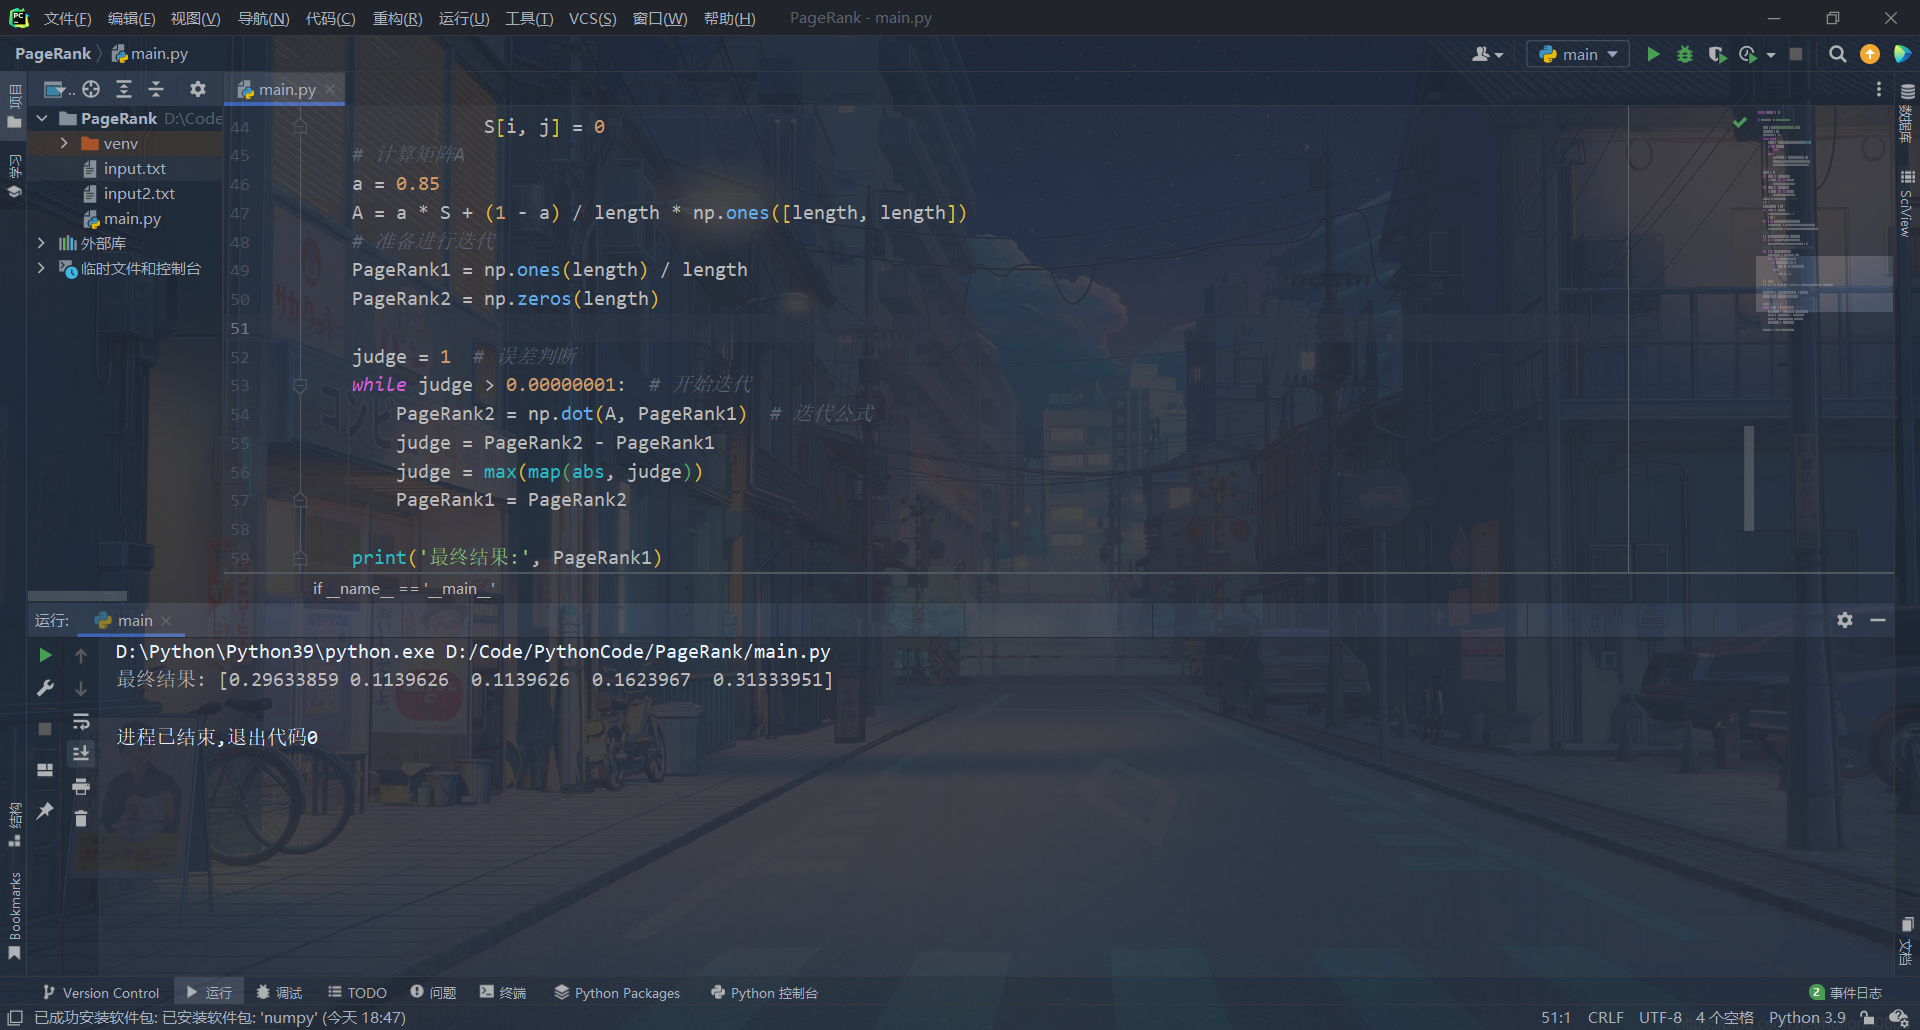 文件(F) 编辑(E) 视图(V) 导航(N) 代码(C) 重构(R) 运行(U) 工具(T) VCS(S) 窗口(W) 帮助(H) PageRank - main.py
PageRank main.py main
项目
学习
main.py
PageRank D:\Code
venv
input.txt
input2.txt
main.py
外部库
临时文件和控制台
44 S[i, j] = 0
45 # 计算矩阵A
46 a = 0.85
47 A = a * S + (1 - a) / length * np.ones([length, length])
48 # 准备进行迭代
49 PageRank1 = np.ones(length) / length
50 PageRank2 = np.zeros(length)
51
52 judge = 1 # 误差判断
53 while judge > 0.00000001: # 开始迭代
54 PageRank2 = np.dot(A, PageRank1) # 迭代公式
55 judge = PageRank2 - PageRank1
56 judge = max(map(abs, judge))
57 PageRank1 = PageRank2
58
59 print('最终结果:', PageRank1)
if __name__ == '__main__'
数据库
SciView
运行: main
D:\Python\Python39\python.exe D:/Code/PythonCode/PageRank/main.py
最终结果: [0.29633859 0.1139626 0.1139626 0.1623967 0.31333951]
进程已结束,退出代码0
结构
Bookmarks
文档
Version Control 运行 调试 TODO 问题 终端 Python Packages Python 控制台 2 事件日志
已成功安装软件包: 已安装软件包: 'numpy' (今天 18:47) 51:1 CRLF UTF-8 4 个空格 Python 3.9